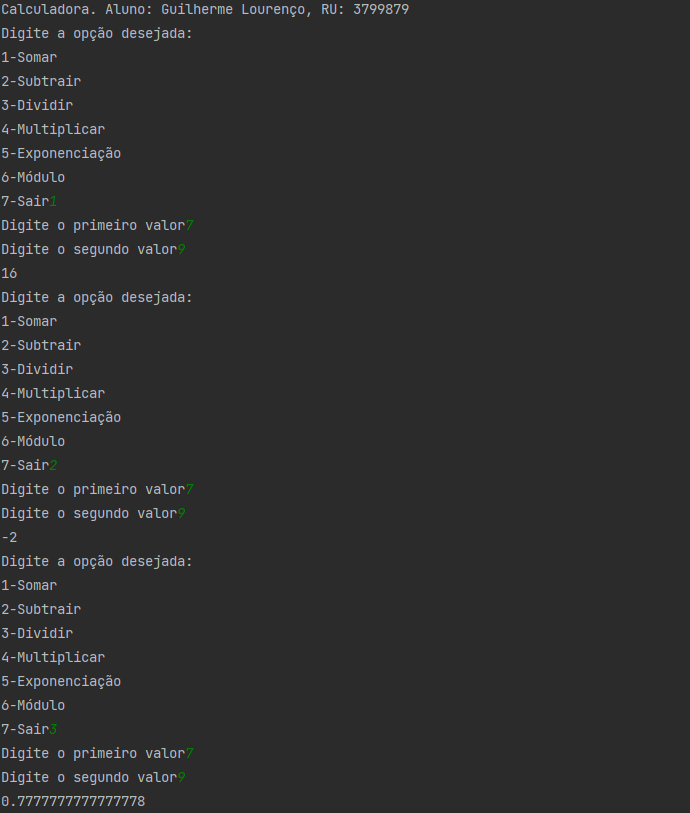 Calculadora. Aluno: Guilherme Lourenço, RU: 3799879
Digite a opção desejada:
1-Somar
2-Subtrair
3-Dividir
4-Multiplicar
5-Exponenciação
6-Módulo
7-Sair1
Digite o primeiro valor7
Digite o segundo valor9
16
Digite a opção desejada:
1-Somar
2-Subtrair
3-Dividir
4-Multiplicar
5-Exponenciação
6-Módulo
7-Sair2
Digite o primeiro valor7
Digite o segundo valor9
-2
Digite a opção desejada:
1-Somar
2-Subtrair
3-Dividir
4-Multiplicar
5-Exponenciação
6-Módulo
7-Sair3
Digite o primeiro valor7
Digite o segundo valor9
0.7777777777777778